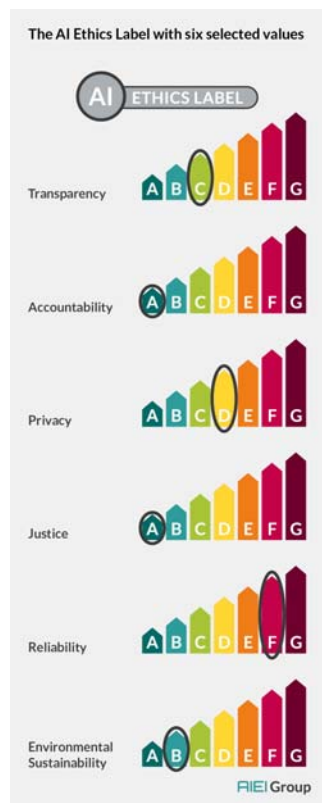 The AI Ethics Label with six selected values
AI ETHICS LABEL
Transparency A B C D E F G
Accountability A B C D E F G
Privacy A B C D E F G
Justice A B C D E F G
Reliability A B C D E F G
Environmental
Sustainability A B C D E F G
AIEI Group